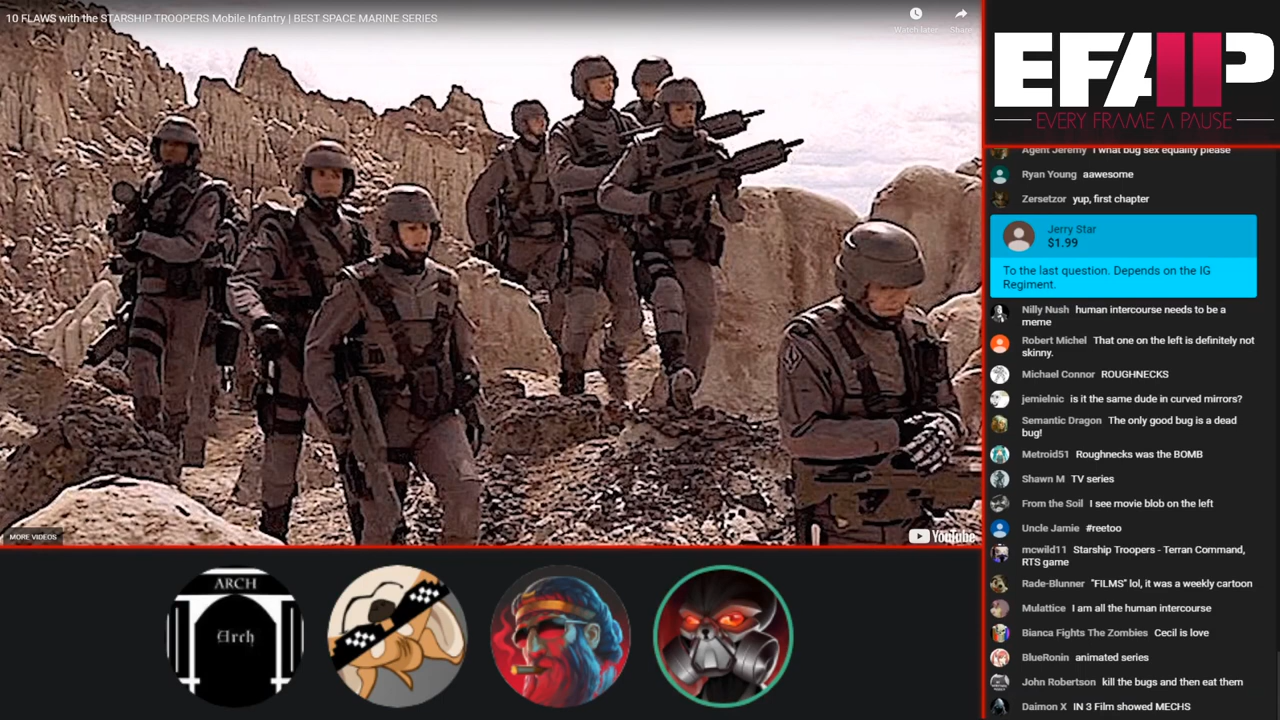 10 FLAWS with the STARSHIP TROOPERS Mobile Infantry | BEST SPACE MARINE SERIES
Watch later
Share
MORE VIDEOS
YouTube
ARCH
Arch
EFAP
EVERY FRAME A PAUSE
Agent Jeremy I what bug sex equality please
Ryan Young aawesome
Zersetzor yup, first chapter
Jerry Star
$1.99
To the last question. Depends on the IG
Regiment.
Nilly Nush human intercourse needs to be a
meme
Robert Michel That one on the left is definitely not
skinny.
Michael Connor ROUGHNECKS
jemielnic is it the same dude in curved mirrors?
Semantic Dragon The only good bug is a dead
bug!
Metroid51 Roughnecks was the BOMB
Shawn M TV series
From the Soil I see movie blob on the left
Uncle Jamie #reetoo
mcwild11 Starship Troopers - Terran Command,
RTS game
Rade-Blunner "FILMS" lol, it was a weekly cartoon
Mulattice I am all the human intercourse
Bianca Fights The Zombies Cecil is love
BlueRonin animated series
John Robertson kill the bugs and then eat them
Daimon X IN 3 Film showed MECHS